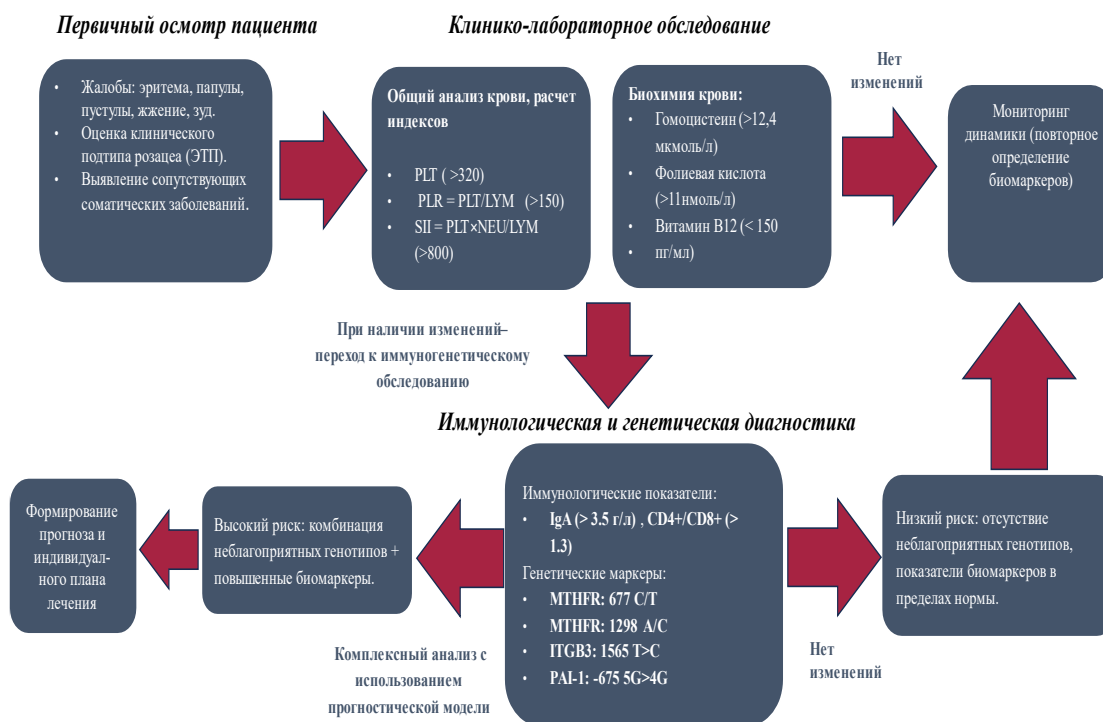 Первичный осмотр пациента
• Жалобы: эритема, папулы,
пустулы, жжение, зуд.
• Оценка клинического
подтипа розацеа (ЭТП).
• Выявление сопутствующих
соматических заболеваний.
Клинико-лабораторное обследование
Общий анализ крови, расчет
индексов
• PLT ( >320)
• PLR = PLT/LYM (>150)
• SII = PLT×NEU/LYM
(>800)
Биохимия крови:
• Гомоцистеин (>12,4
мкмоль/л)
• Фолиевая кислота
(>11нмоль/л)
• Витамин В12 (< 150
• пг/мл)
Нет
изменений
Мониторинг
динамики (повторное
определение
биомаркеров)
При наличии изменений–
переход к иммуногенетическому
обследованию
Иммунологическая и генетическая диагностика
Иммунологические показатели:
• IgA (> 3.5 г/л) , CD4+/CD8+ (>
1.3)
Генетические маркеры:
• MTHFR: 677 C/T
• MTHFR: 1298 A/C
• ITGB3: 1565 T>C
• PAI-1: -675 5G>4G
Формирование
прогноза и
индивидуал-
ного плана
лечения
Высокий риск: комбинация
неблагоприятных генотипов +
повышенные биомаркеры.
Комплексный анализ с
использованием
прогностической модели
Нет
изменений
Низкий риск: отсутствие
неблагоприятных генотипов,
показатели биомаркеров в
пределах нормы.